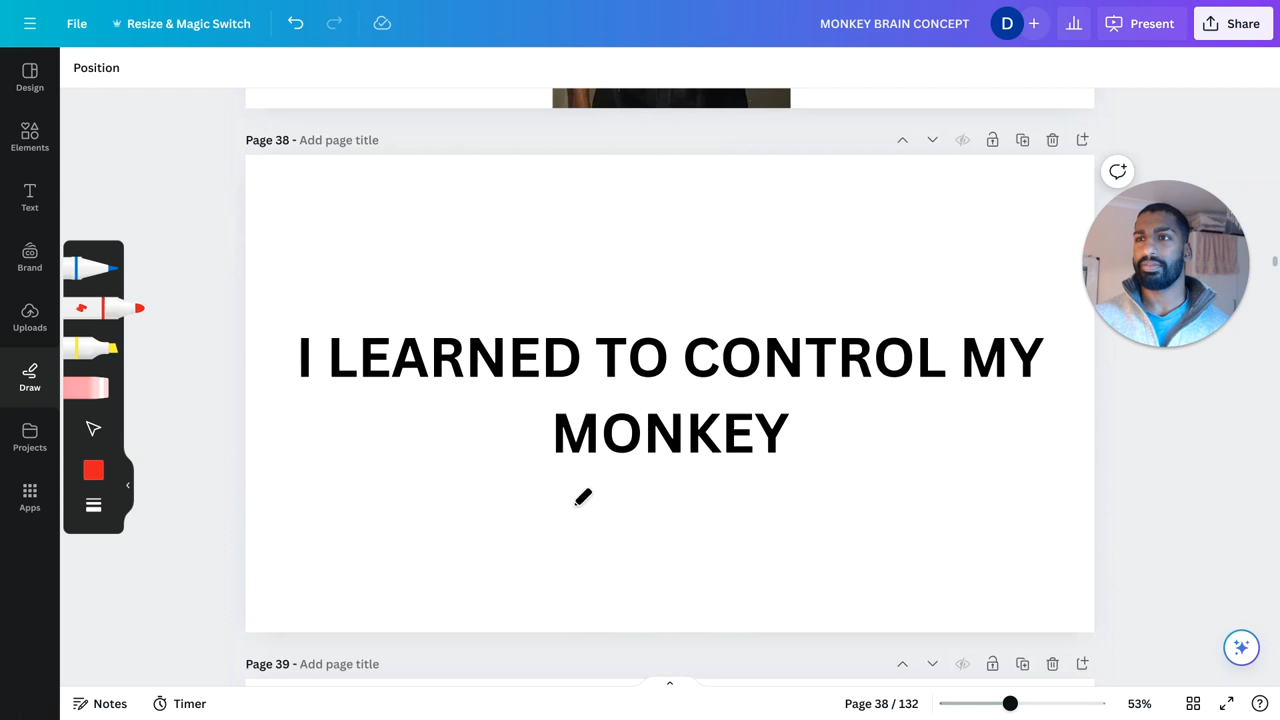 File
Resize & Magic Switch
MONKEY BRAIN CONCEPT
D
Present
Share
Position
Design
Elements
Text
Brand
Uploads
Draw
Projects
Apps
Page 38 - Add page title
I LEARNED TO CONTROL MY
MONKEY
Page 39 - Add page title
Notes
Timer
Page 38 / 132
53%